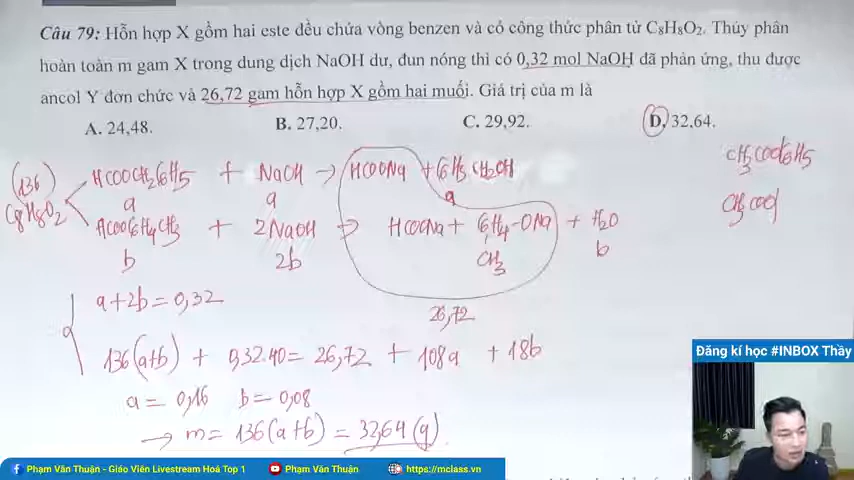 Câu 79: Hỗn hợp X gồm hai este đều chứa vòng benzen và có công thức phân tử C₈H₈O₂. Thủy phân
hoàn toàn m gam X trong dung dịch NaOH dư, đun nóng thì có 0,32 mol NaOH đã phản ứng, thu được
ancol Y đơn chức và 26,72 gam hỗn hợp X gồm hai muối. Giá trị của m là
A. 24,48. B. 27,20. C. 29,92. D. 32,64.
CH3COOC6H5
(136)
HCOOCH2C6H5 + NaOH → HCOONa + C6H5CH2OH
a a a
C8H8O2
CH3COO
HCOOC6H4CH3 + 2NaOH → HCOONa + C6H4-ONa + H2O
CH3
b 2b b
a+2b=0,32
26,72
136(a+b) + 0,32.40= 26,72 + 108a + 18b
a= 0,16 b= 0,08
→ m= 136(a+b) = 32,64 (g).
Đăng kí học #INBOX Thầy
Phạm Văn Thuận - Giáo Viên Livestream Hoá Top 1 Phạm Văn Thuận https://mclass.vn